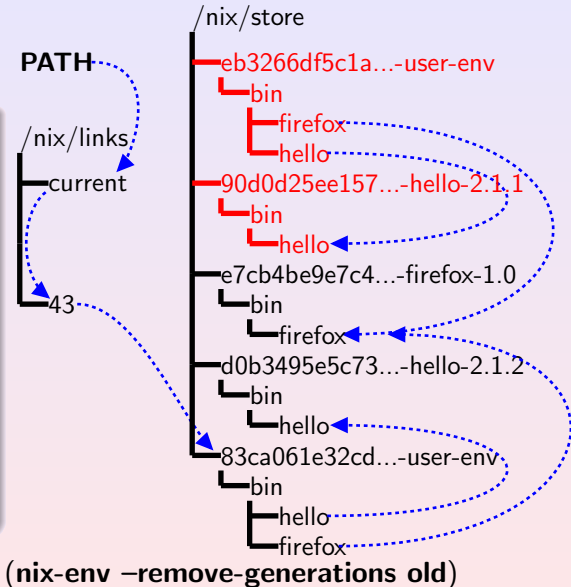 /nix/store
PATH
eb3266df5c1a...-user-env
bin
firefox
hello
/nix/links
current
43
90d0d25ee157...-hello-2.1.1
bin
hello
e7cb4be9e7c4...-firefox-1.0
bin
firefox
d0b3495e5c73...-hello-2.1.2
bin
hello
83ca061e32cd...-user-env
bin
hello
firefox
(nix-env –remove-generations old)